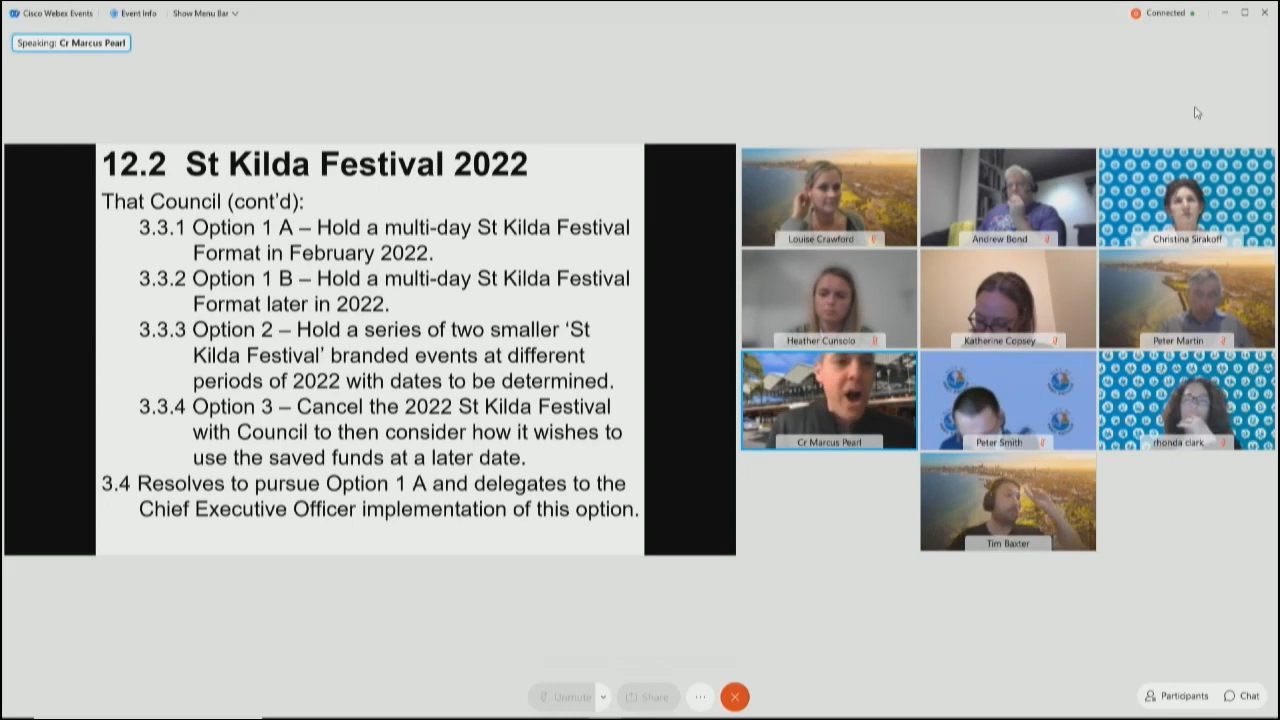 Cisco Webex Events
Event Info
Show Menu Bar
Connected
Speaking: Cr Marcus Pearl
12.2 St Kilda Festival 2022
That Council (cont'd):
3.3.1 Option 1 A – Hold a multi-day St Kilda Festival
Format in February 2022.
3.3.2 Option 1 B – Hold a multi-day St Kilda Festival
Format later in 2022.
3.3.3 Option 2 – Hold a series of two smaller ‘St
Kilda Festival’ branded events at different
periods of 2022 with dates to be determined.
3.3.4 Option 3 – Cancel the 2022 St Kilda Festival
with Council to then consider how it wishes to
use the saved funds at a later date.
3.4 Resolves to pursue Option 1 A and delegates to the
Chief Executive Officer implementation of this option.
Louise Crawford
Andrew Bond
Christina Sirakoff
Heather Cunsolo
Katherine Copsey
Peter Martin
Cr Marcus Pearl
Peter Smith
rhonda clark
Tim Baxter
Unmute
Share
Participants
Chat